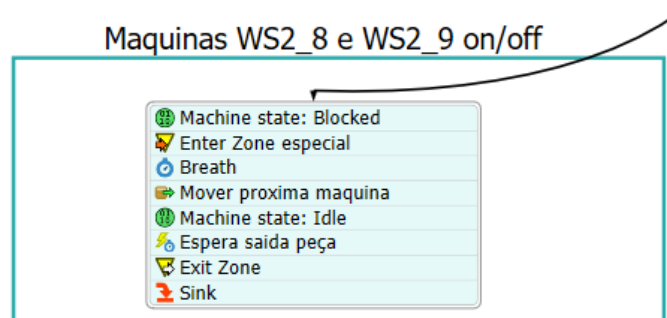 Maquinas WS2_8 e WS2_9 on/off
Machine state: Blocked
Enter Zone especial
Breath
Mover proxima maquina
Machine state: Idle
Espera saida peça
Exit Zone
Sink